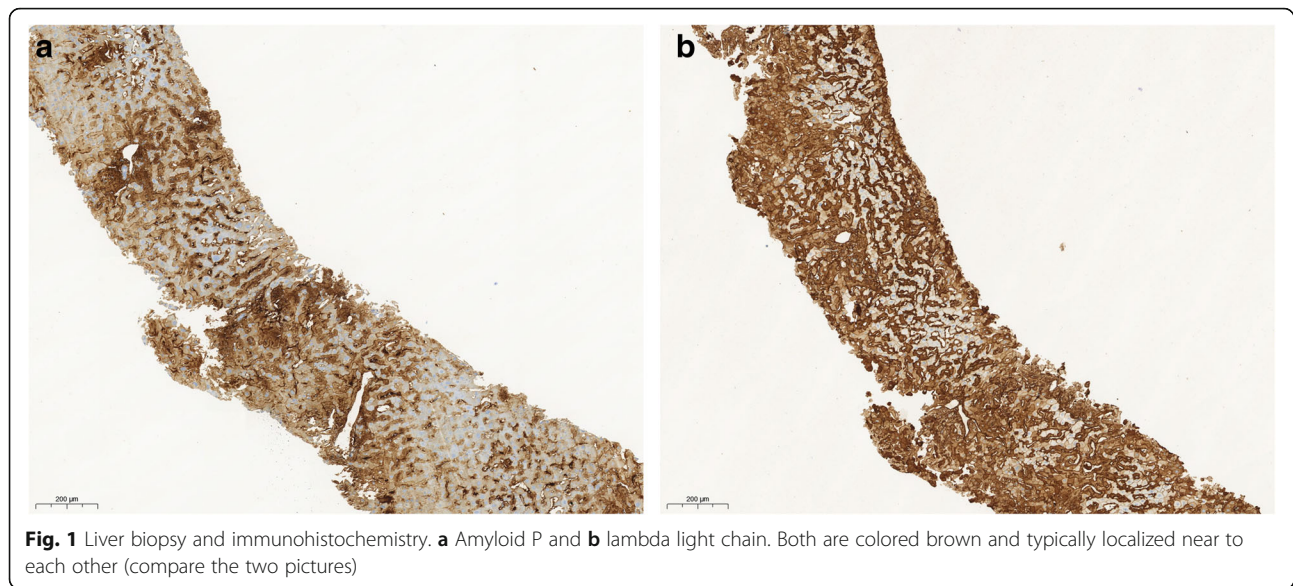 a
b
200 µm
200 µm
Fig. 1 Liver biopsy and immunohistochemistry. a Amyloid P and b lambda light chain. Both are colored brown and typically localized near to
each other (compare the two pictures)